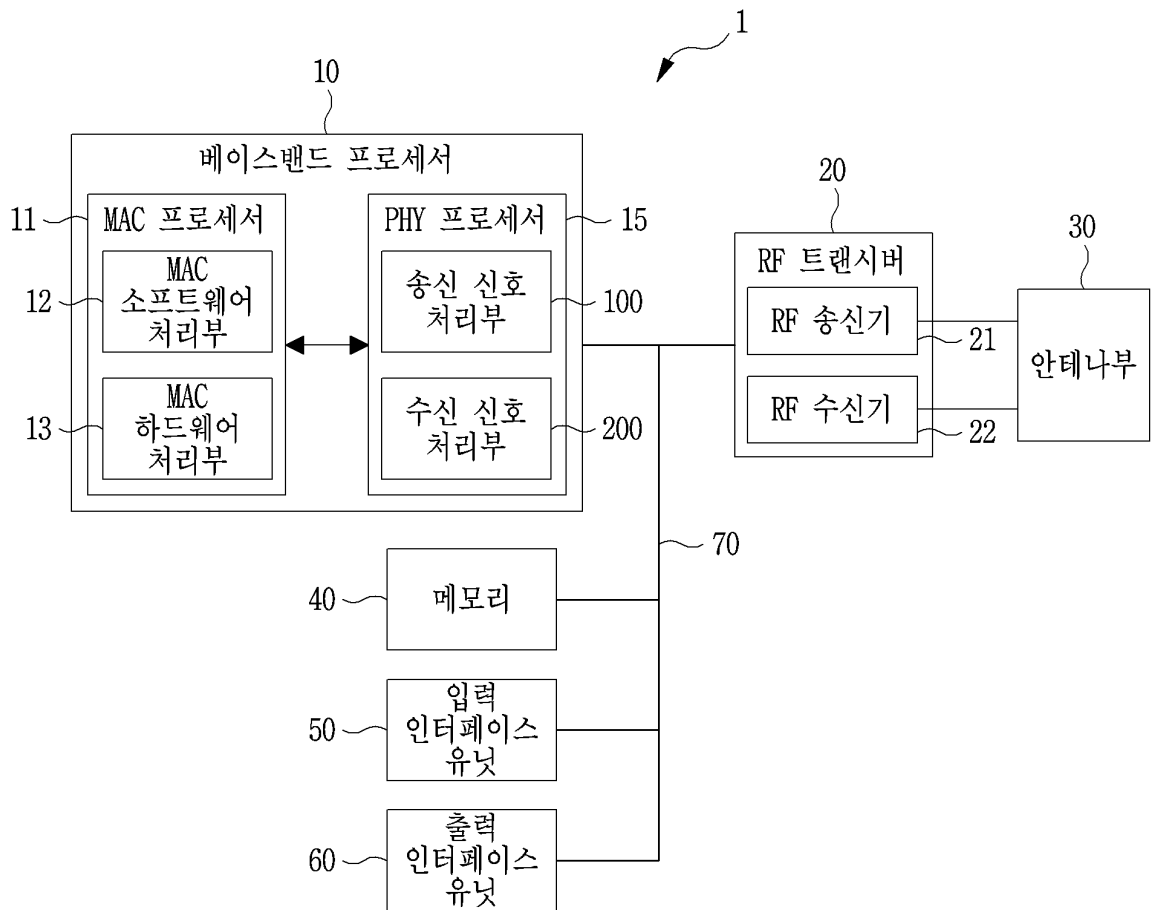 1
10
베이스밴드 프로세서
11
MAC 프로세서
12
MAC
소프트웨어
처리부
13
MAC
하드웨어
처리부
PHY 프로세서
15
송신 신호
처리부
100
수신 신호
처리부
200
20
RF 트랜시버
RF 송신기
21
RF 수신기
22
30
안테나부
70
40
메모리
50
입력
인터페이스
유닛
60
출력
인터페이스
유닛